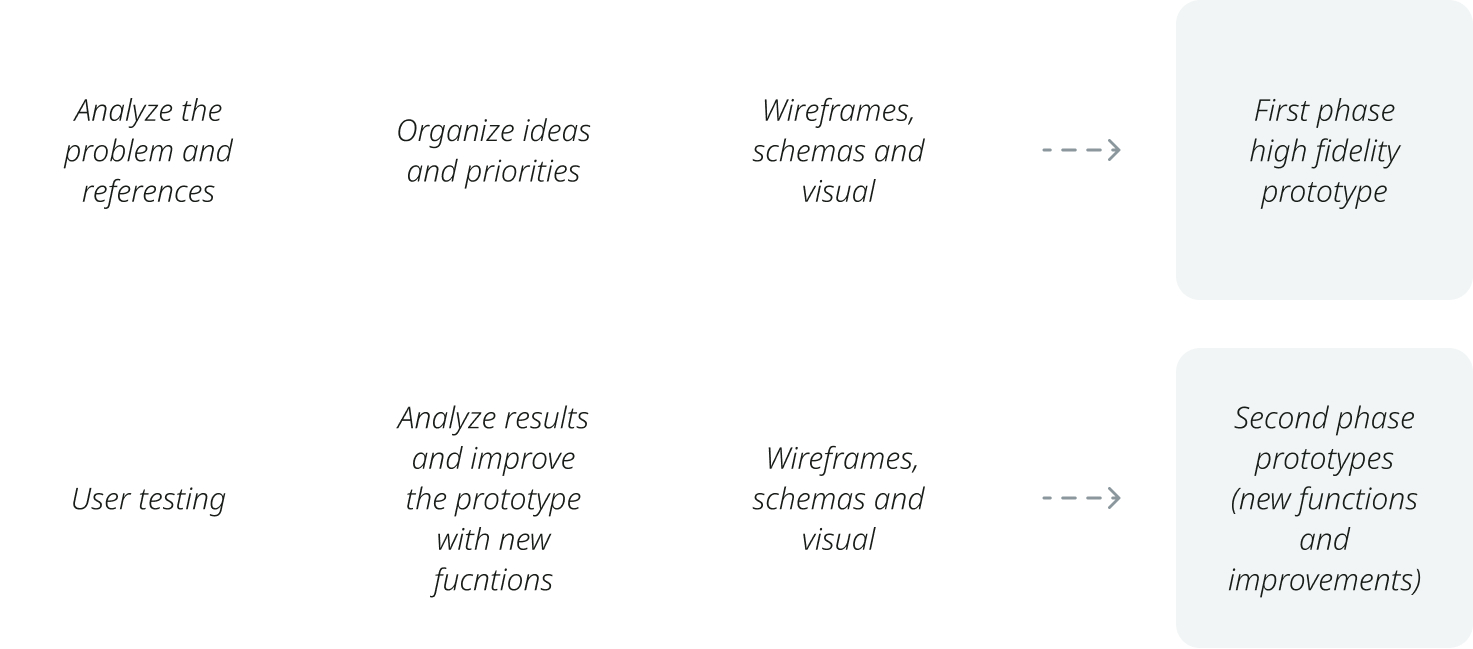 Analyze the
problem and
references
Organize ideas
and priorities
Wireframes,
schemas and
visual
First phase
high fidelity
prototype
User testing
Analyze results
and improve
the prototype
with new
fucntions
Wireframes,
schemas and
visual
Second phase
prototypes
(new functions
and
improvements)